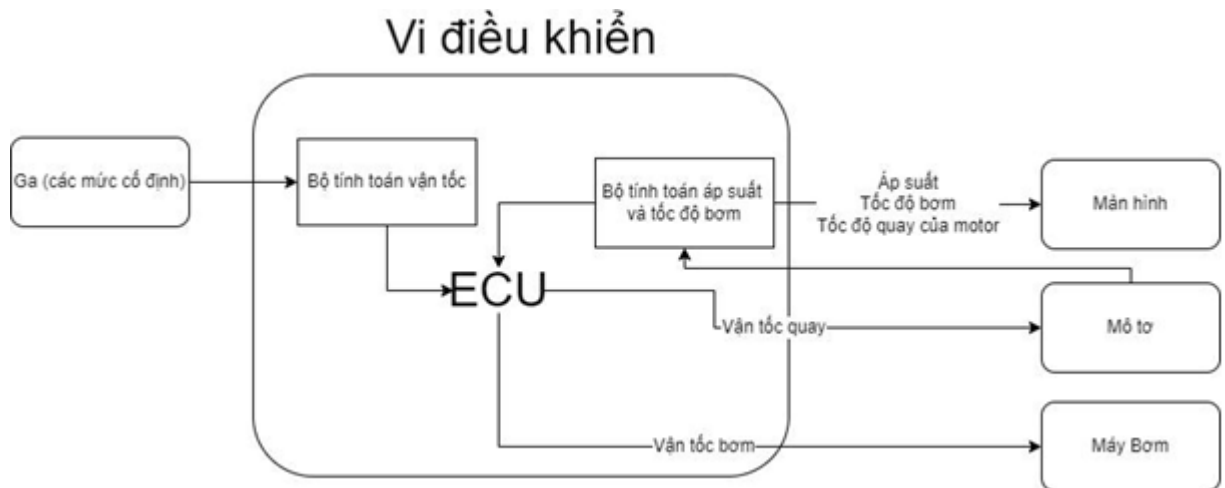 Vi điều khiển
Ga (các mức cố định)
Bộ tính toán vận tốc
Bộ tính toán áp suất
và tốc độ bơm
Áp suất
Tốc độ bơm
Tốc độ quay của motor
Màn hình
ECU
Vận tốc quay
Mô tơ
Vận tốc bơm
Máy Bơm